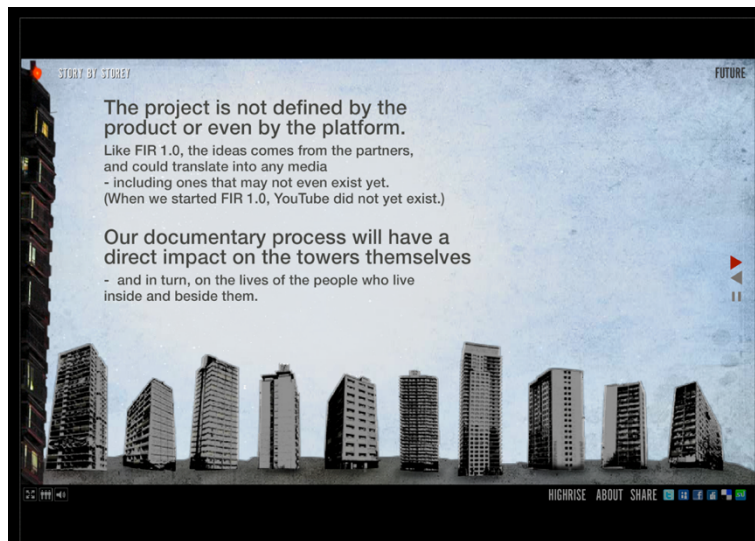 STORY BY STOREY
FUTURE
The project is not defined by the
product or even by the platform.
Like FIR 1.0, the ideas comes from the partners,
and could translate into any media
- including ones that may not even exist yet.
(When we started FIR 1.0, YouTube did not yet exist.)
Our documentary process will have a
direct impact on the towers themselves
- and in turn, on the lives of the people who live
inside and beside them.
HIGHRISE ABOUT SHARE